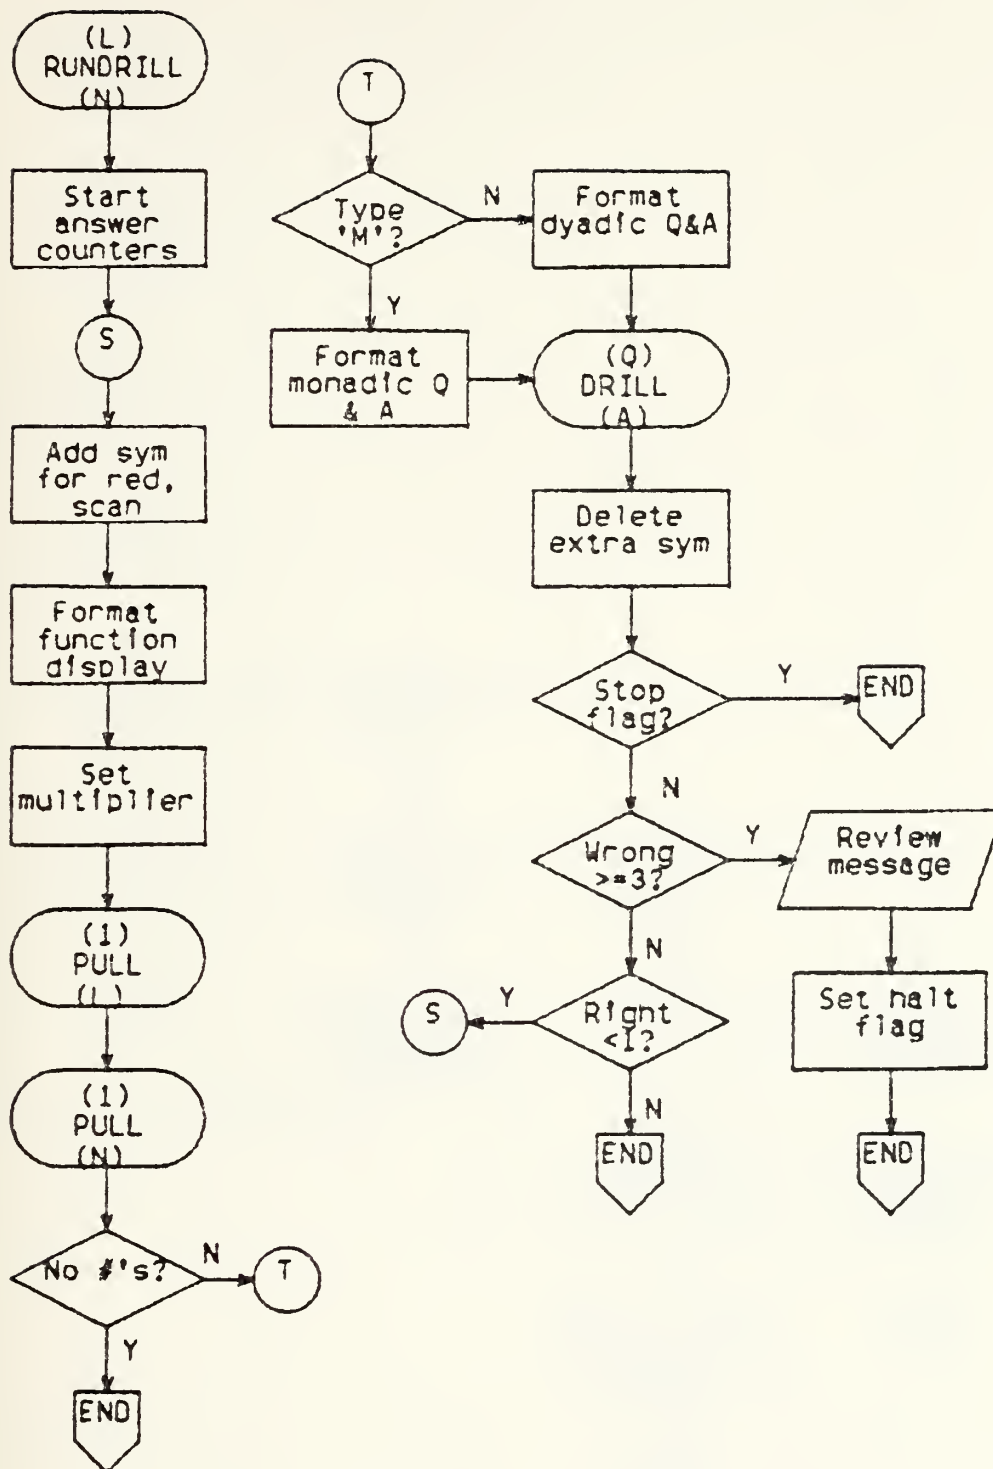 (L)
RUNDRILL
(N)
Start
answer
counters
S
Add sym
for red,
scan
Format
function
display
Set
multiplier
(1)
PULL
(L)
(1)
PULL
(N)
No #'s?
N
T
Y
END
T
Type
'M'?
N
Format
dyadic Q&A
Y
Format
monadic Q
& A
(Q)
DRILL
(A)
Delete
extra sym
Stop
flag?
Y
END
N
Wrong
>=3?
Y
Review
message
N
Set halt
flag
Right
<I?
Y
S
N
END
END